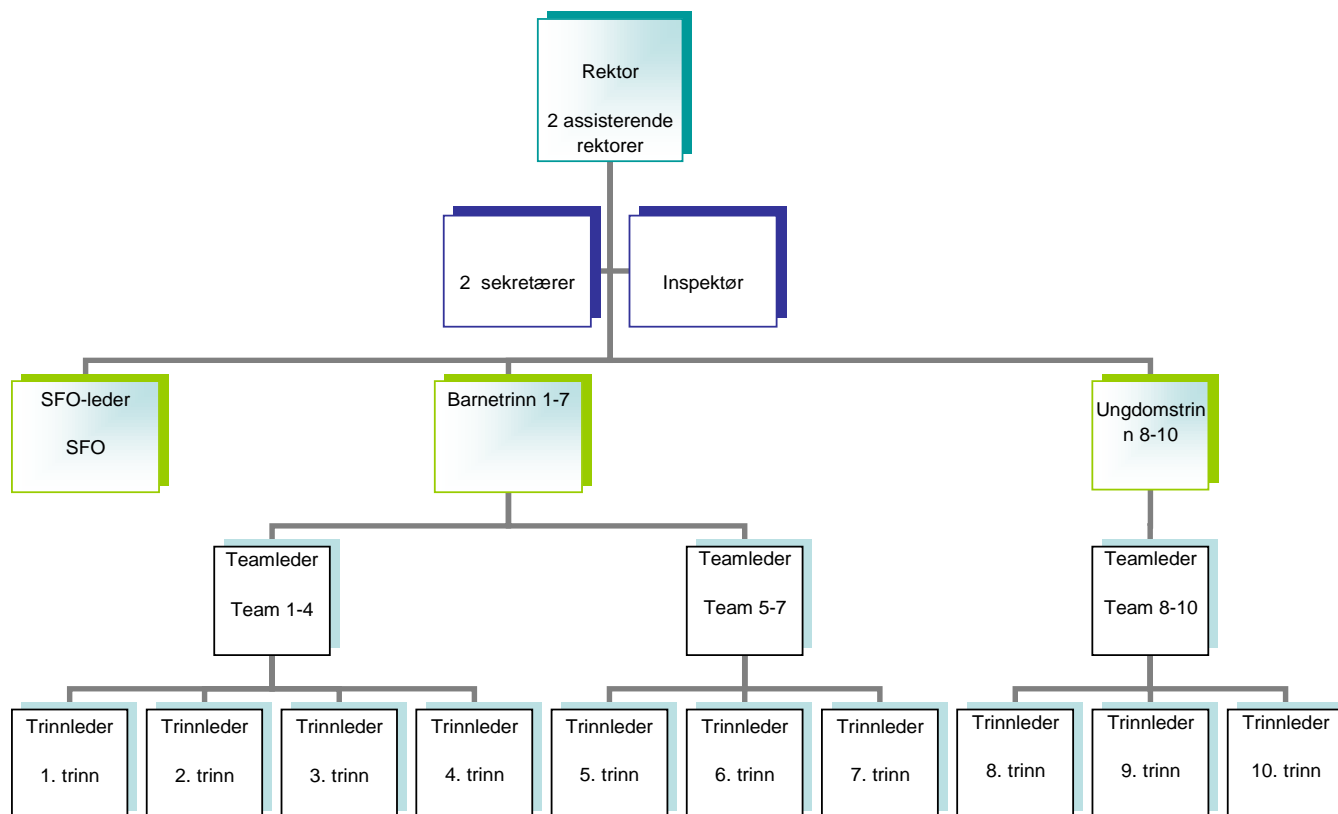 Rektor
2 assisterende
rektorer
2 sekretærer
Inspektør
SFO-leder
SFO
Barnetrinn 1-7
Ungdomstrin
n 8-10
Teamleder
Team 1-4
Teamleder
Team 5-7
Teamleder
Team 8-10
Trinnleder
1. trinn
Trinnleder
2. trinn
Trinnleder
3. trinn
Trinnleder
4. trinn
Trinnleder
5. trinn
Trinnleder
6. trinn
Trinnleder
7. trinn
Trinnleder
8. trinn
Trinnleder
9. trinn
Trinnleder
10. trinn